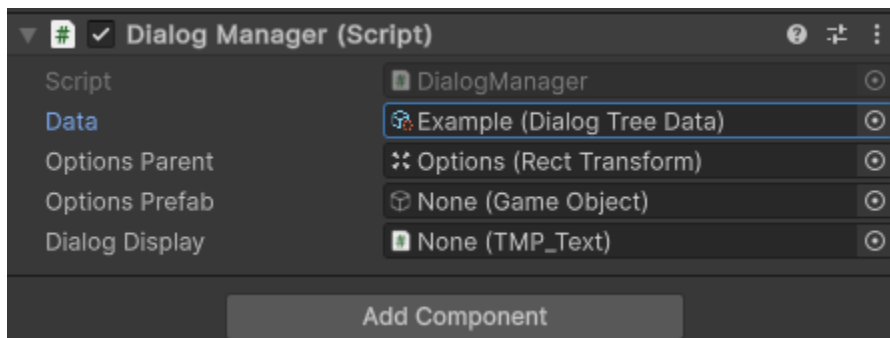 Dialog Manager (Script)
Script DialogManager
Data Example (Dialog Tree Data)
Options Parent Options (Rect Transform)
Options Prefab None (Game Object)
Dialog Display None (TMP_Text)
Add Component